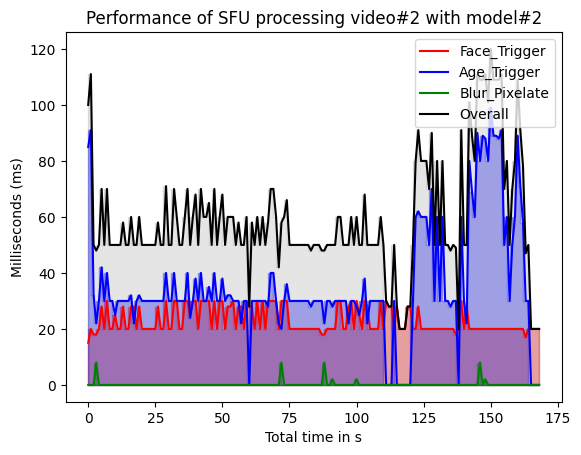 Performance of SFU processing video#2 with model#2
Face_Trigger
Age_Trigger
Blur_Pixelate
Overall
Milliseconds (ms)
120
100
80
60
40
20
0
0 25 50 75 100 125 150 175
Total time in s